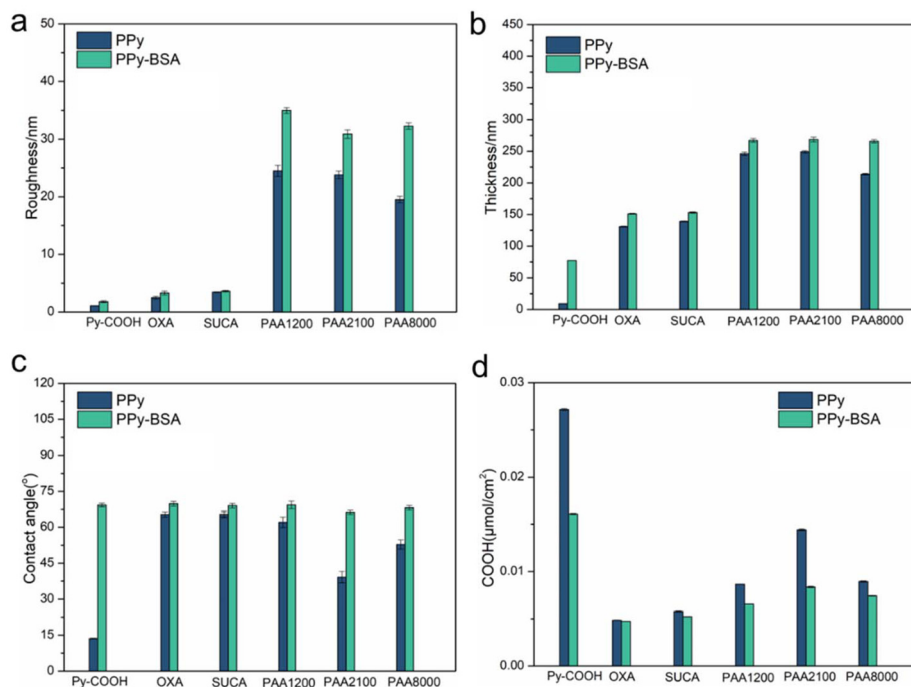 a
50
40
30
20
10
0
Roughness/nm
PPy
PPy-BSA
Py-COOH OXA SUCA PAA1200 PAA2100 PAA8000
b
450
400
350
300
250
200
150
100
50
0
Thickness/nm
PPy
PPy-BSA
Py-COOH OXA SUCA PAA1200 PAA2100 PAA8000
c
120
105
90
75
60
45
30
15
0
Contact angle(°)
PPy
PPy-BSA
Py-COOH OXA SUCA PAA1200 PAA2100 PAA8000
d
0.03
0.02
0.01
0.00
COOH(μmol/cm²)
PPy
PPy-BSA
Py-COOH OXA SUCA PAA1200 PAA2100 PAA8000